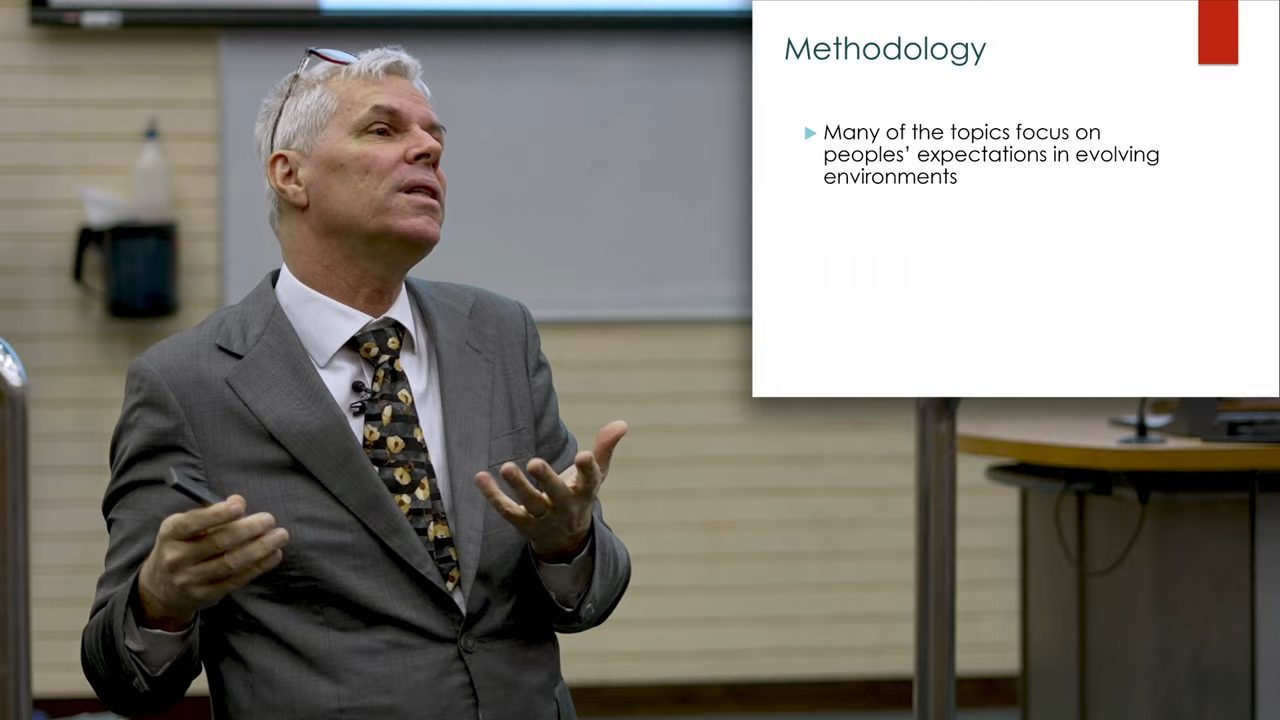 Methodology
Many of the topics focus on
peoples’ expectations in evolving
environments